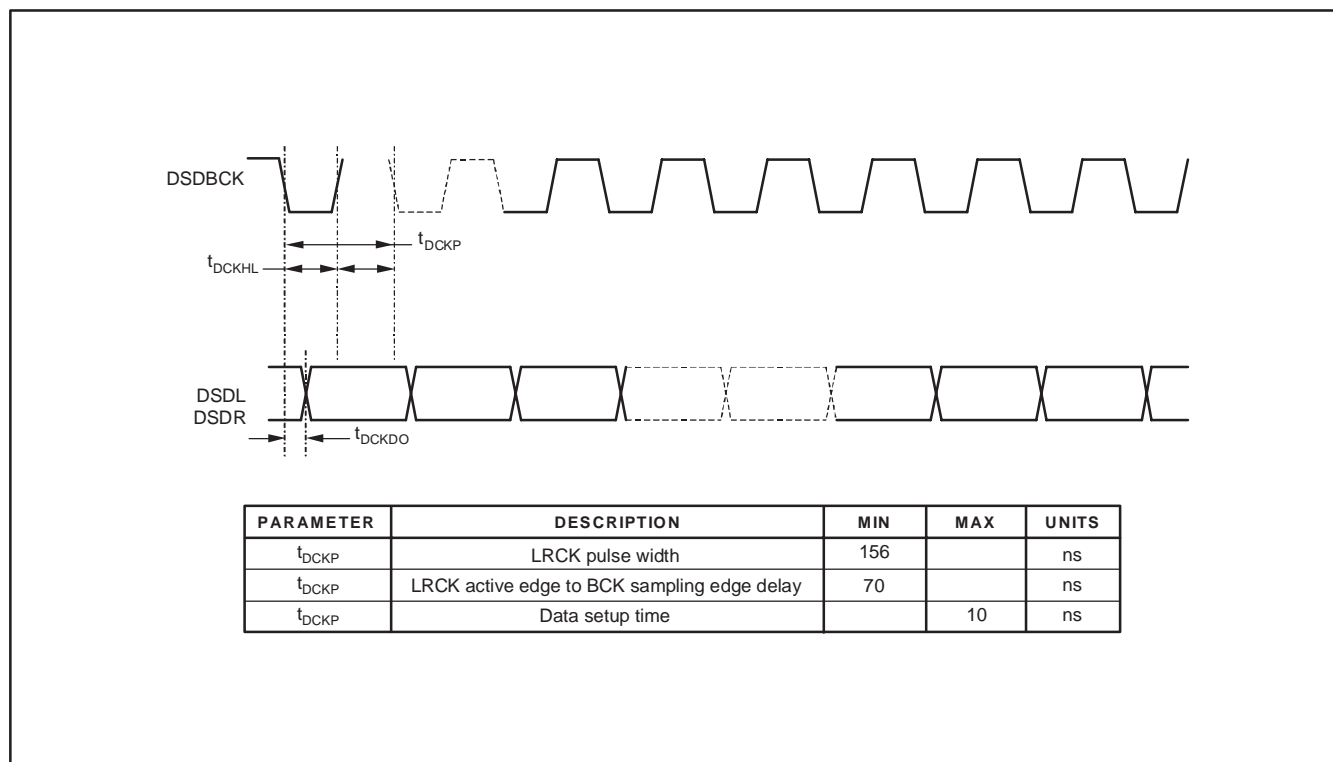 DSDBCK
tDCKP
tDCKHL
DSDL
DSDR
tDCKDO
PARAMETER DESCRIPTION MIN MAX UNITS
tDCKP LRCK pulse width 156 ns
tDCKP LRCK active edge to BCK sampling edge delay 70 ns
tDCKP Data setup time 10 ns